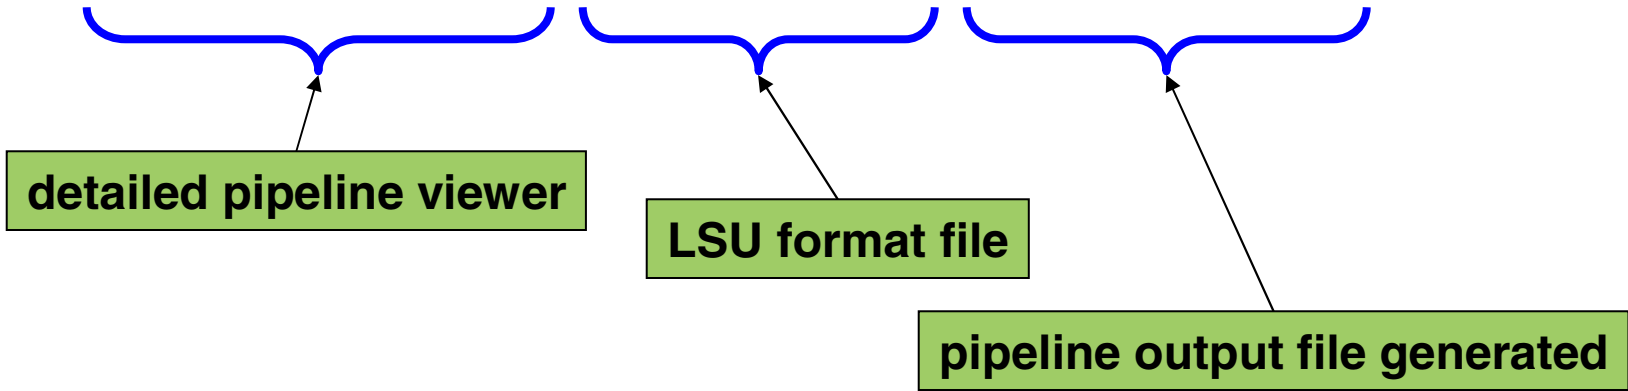 detailed pipeline viewer
LSU format file
pipeline output file generated